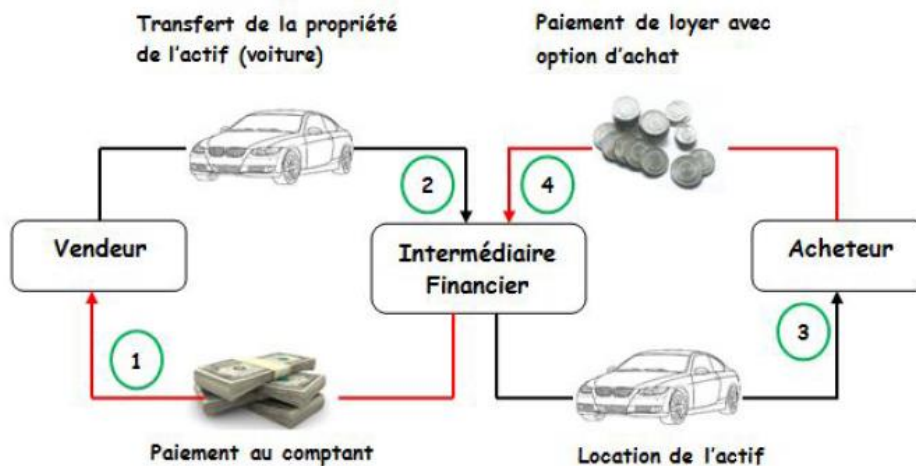 Transfert de la propriété
de l'actif (voiture)
Paiement de loyer avec
option d'achat
2
4
Vendeur
Intermédiaire
Financier
Acheteur
1
3
Paiement au comptant
Location de l'actif